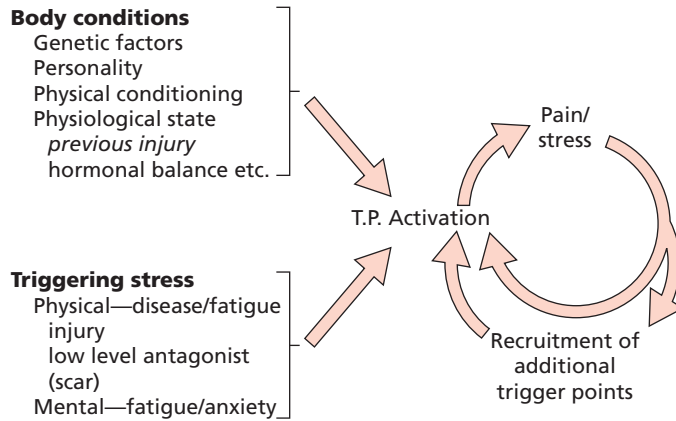 Body conditions
Genetic factors
Personality
Physical conditioning
Physiological state
previous injury
hormonal balance etc.
Triggering stress
Physical—disease/fatigue
injury
low level antagonist
(scar)
Mental—fatigue/anxiety
T.P. Activation
Pain/
stress
Recruitment of
additional
trigger points